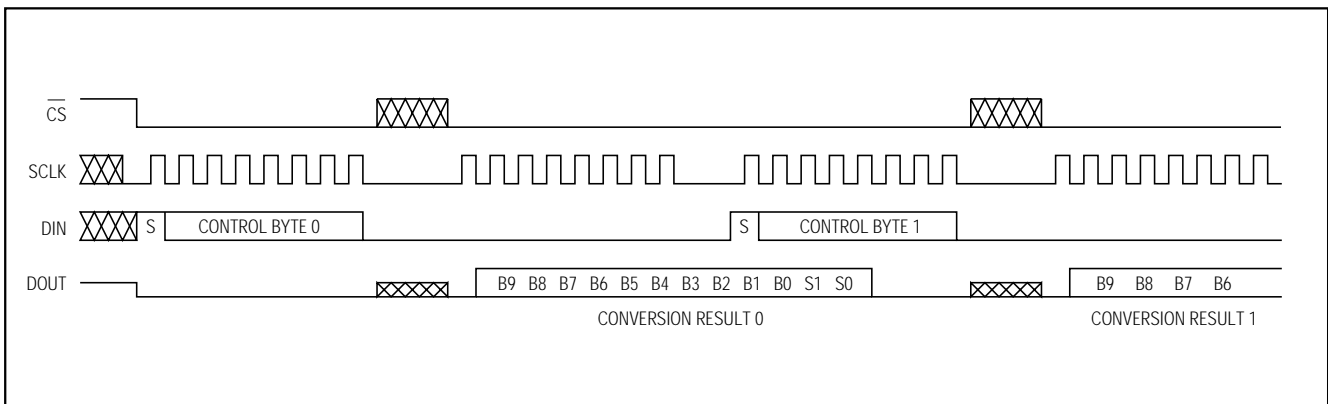 CS
SCLK
DIN S CONTROL BYTE 0 S CONTROL BYTE 1
DOUT B9 B8 B7 B6 B5 B4 B3 B2 B1 B0 S1 S0 B9 B8 B7 B6
CONVERSION RESULT 0 CONVERSION RESULT 1